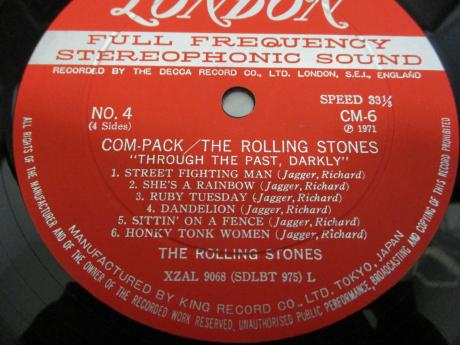 LONDON
FULL FREQUENCY
STEREOPHONIC SOUND
RECORDED BY THE DECCA RECORD CO., LTD. LONDON, S.E.I., ENGLAND
NO. 4
(4 Sides)
SPEED 33⅓
CM-6
Ⓟ 1971
COM-PACK/THE ROLLING STONES
"THROUGH THE PAST, DARKLY"
1. STREET FIGHTING MAN (Jagger, Richard)
2. SHE'S A RAINBOW (Jagger, Richard)
3. RUBY TUESDAY (Jagger, Richard)
4. DANDELION (Jagger, Richard)
5. SITTIN' ON A FENCE (Jagger, Richard)
6. HONKY TONK WOMEN (Jagger, Richard)
THE ROLLING STONES
XZAL 9068 (SDLBT 975) L
MANUFACTURED BY KING RECORD CO., LTD. TOKYO, JAPAN
ALL RIGHTS OF THE MANUFACTURER AND OF THE OWNER OF THE RECORDED WORK RESERVED. UNAUTHORISED PUBLIC PERFORMANCE, BROADCASTING AND COPYING OF THIS RECORD PROHIBITED